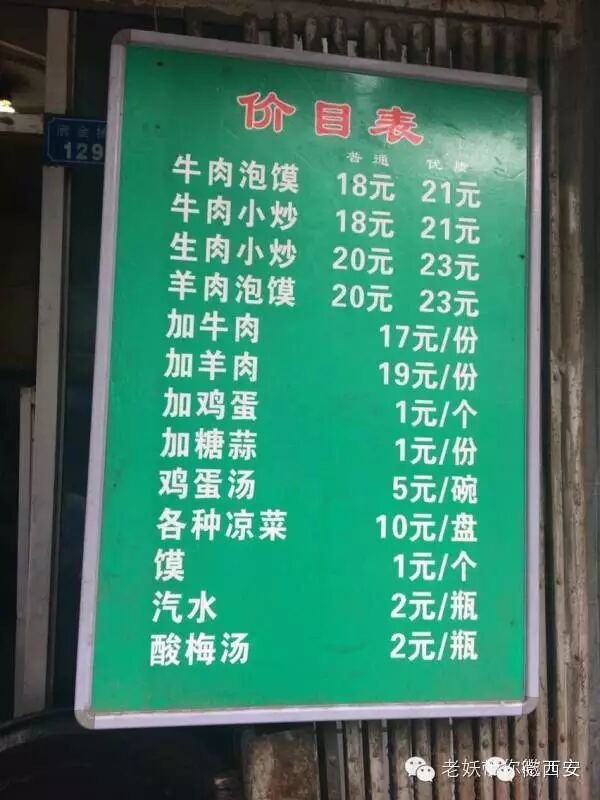 价目表
普通 优质
牛肉泡馍 18元 21元
牛肉小炒 18元 21元
生肉小炒 20元 23元
羊肉泡馍 20元 23元
加牛肉 17元/份
加羊肉 19元/份
加鸡蛋 1元/个
加糖蒜 1元/份
鸡蛋汤 5元/碗
各种凉菜 10元/盘
馍 1元/个
汽水 2元/瓶
酸梅汤 2元/瓶
129
老妖 你 西安